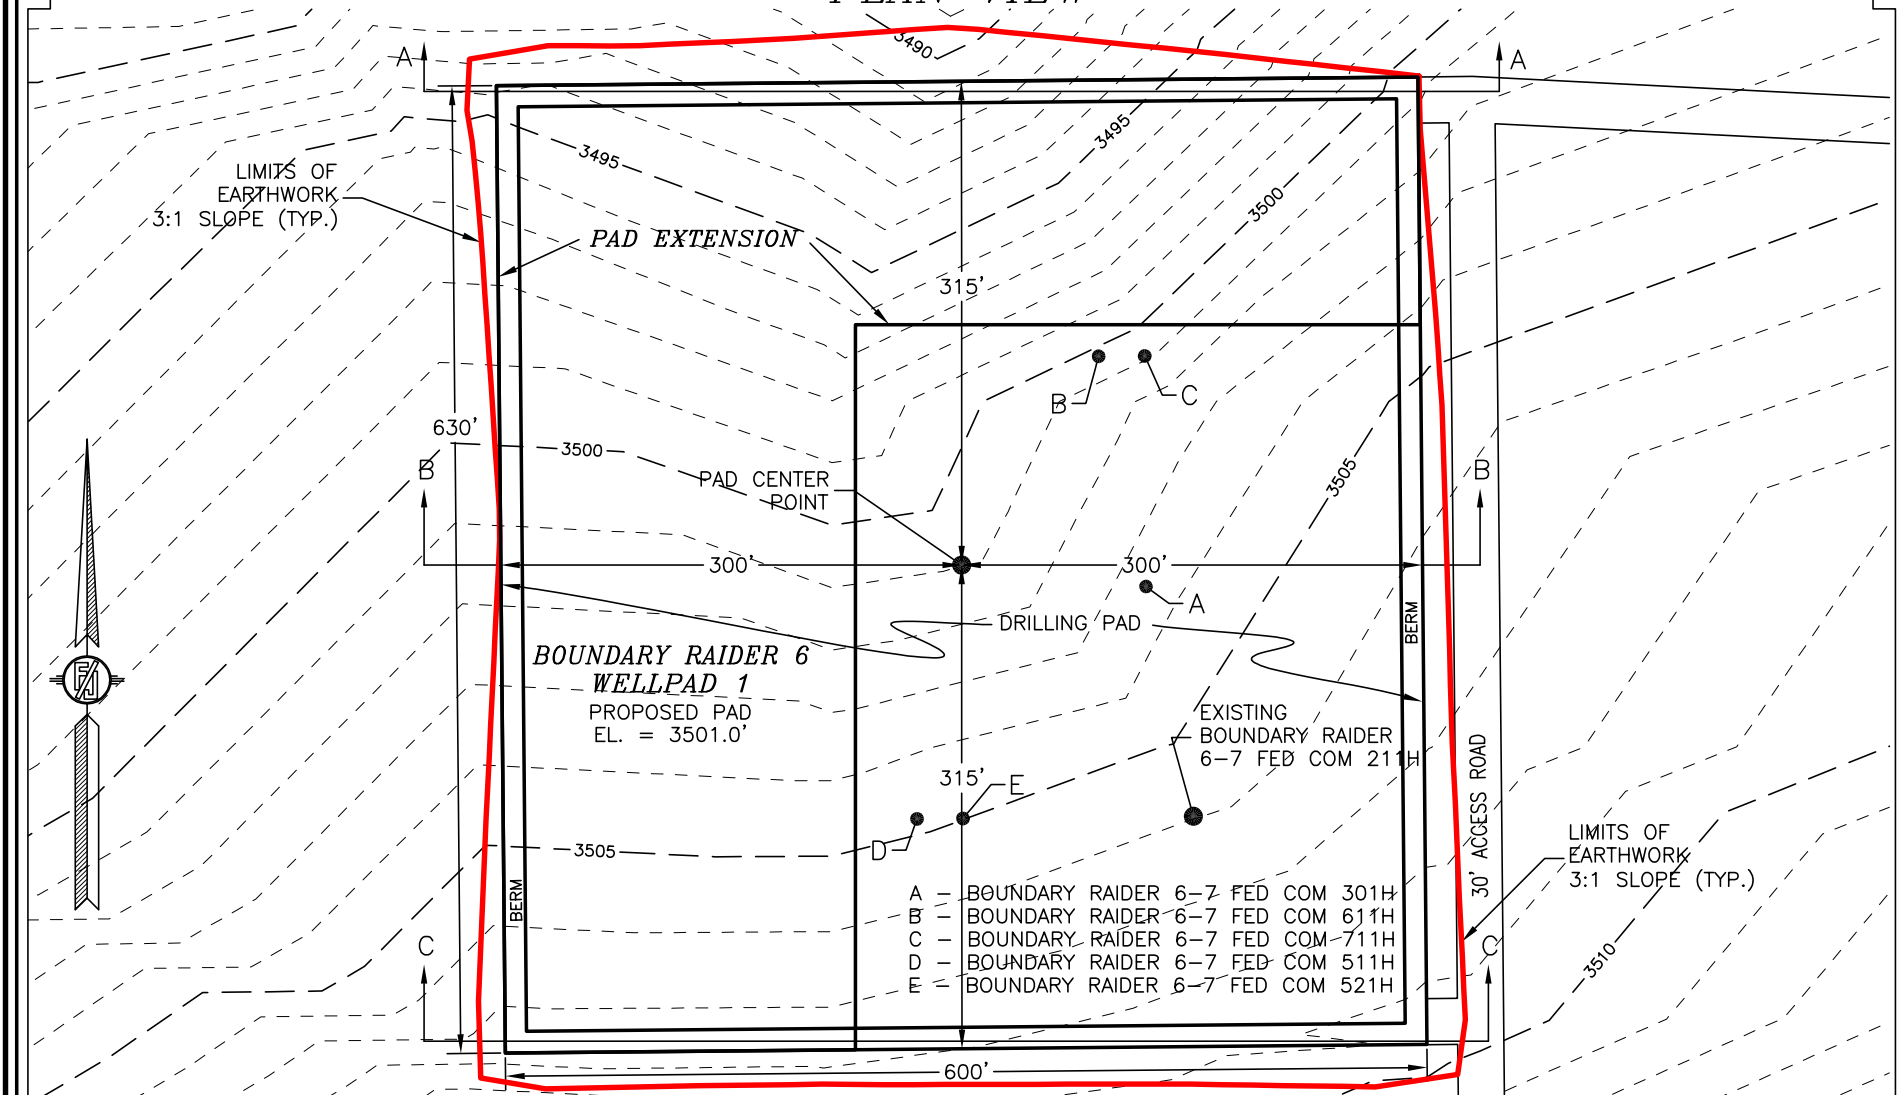 PLAN VIEW
3490
A
A
3495
3495
LIMITS OF
EARTHWORK
3:1 SLOPE (TYP.)
3500
PAD EXTENSION
315'
B
C
630'
3500
B
B
PAD CENTER
POINT
3505
300'
300'
A
DRILLING PAD
BERM
BOUNDARY RAIDER 6
WELLPAD 1
PROPOSED PAD
EL. = 3501.0'
EXISTING
BOUNDARY RAIDER
6-7 FED COM 211H
315'
E
D
3505
30' ACCESS ROAD
LIMITS OF
EARTHWORK
3:1 SLOPE (TYP.)
BERM
A - BOUNDARY RAIDER 6-7 FED COM 301H
B - BOUNDARY RAIDER 6-7 FED COM 611H
C - BOUNDARY RAIDER 6-7 FED COM 711H
D - BOUNDARY RAIDER 6-7 FED COM 511H
E - BOUNDARY RAIDER 6-7 FED COM 521H
C
C
3510
600'